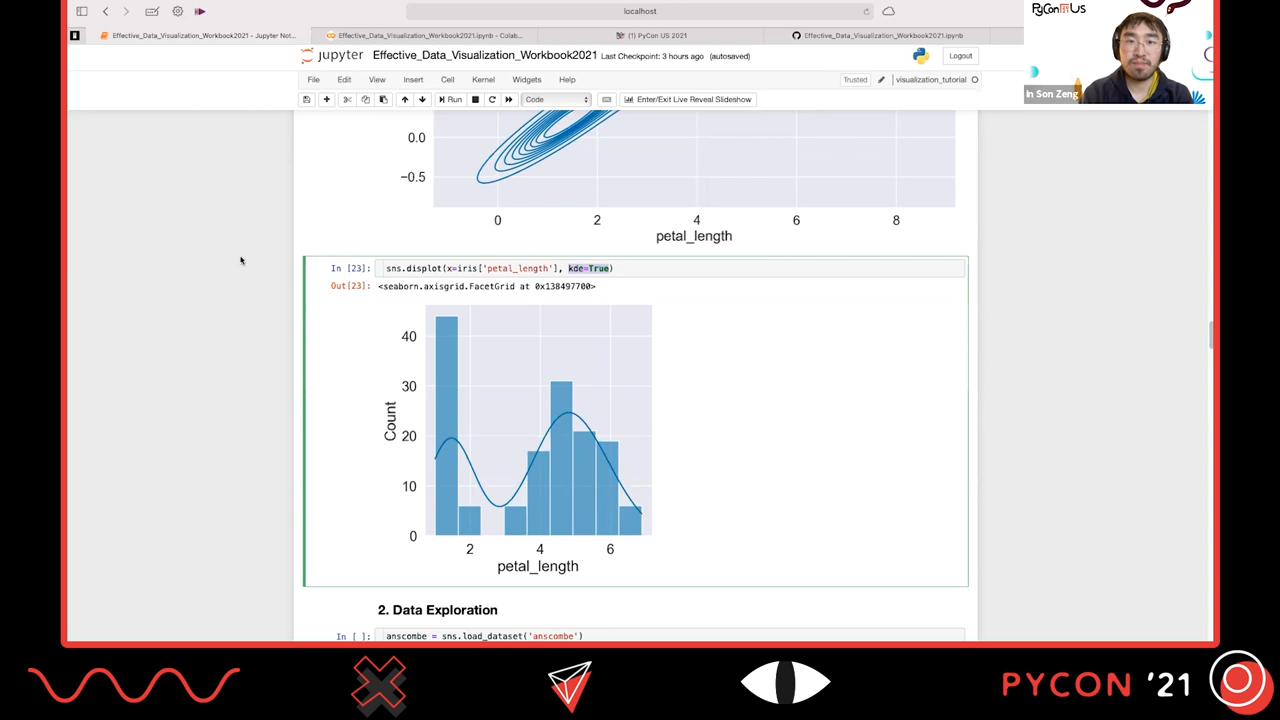 localhost
Effective_Data_Visualization_Workbook2021 - Jupyter Not...
Effective_Data_Visualization_Workbook2021.ipynb - Colab...
(1) PyCon US 2021
Effective_Data_Visualization_Workbook2021.ipynb
PyCon US
In Son Zeng
jupyter Effective_Data_Visualization_Workbook2021 Last Checkpoint: 3 hours ago (autosaved)
Logout
File Edit View Insert Cell Kernel Widgets Help
Trusted visualization_tutorial
Run Code Enter/Exit Live Reveal Slideshow
0.0
−0.5
0 2 4 6 8
petal_length
In [23]: sns.displot(x=iris['petal_length'], kde=True)
Out[23]: <seaborn.axisgrid.FacetGrid at 0x138497700>
40
30
20
10
0
Count
2 4 6
petal_length
2. Data Exploration
In [ ]: anscombe = sns.load_dataset('anscombe')
PYCON '21